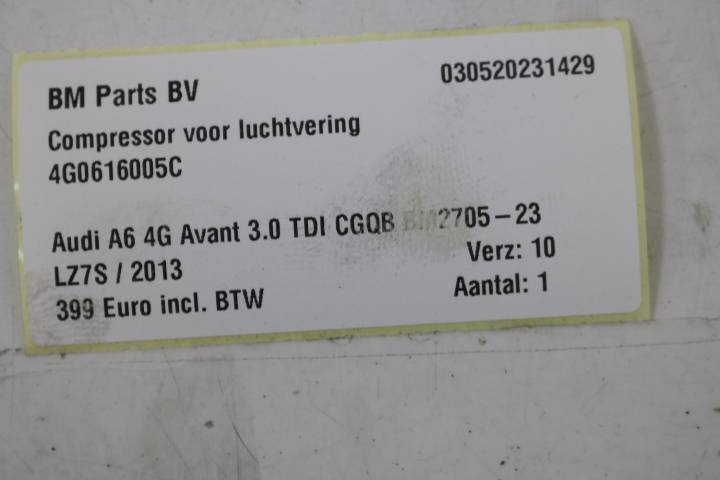 BM Parts BV 030520231429
Compressor voor luchtvering
4G0616005C
Audi A6 4G Avant 3.0 TDI CGQB BM2705-23
LZ7S / 2013 Verz: 10
399 Euro incl. BTW Aantal: 1